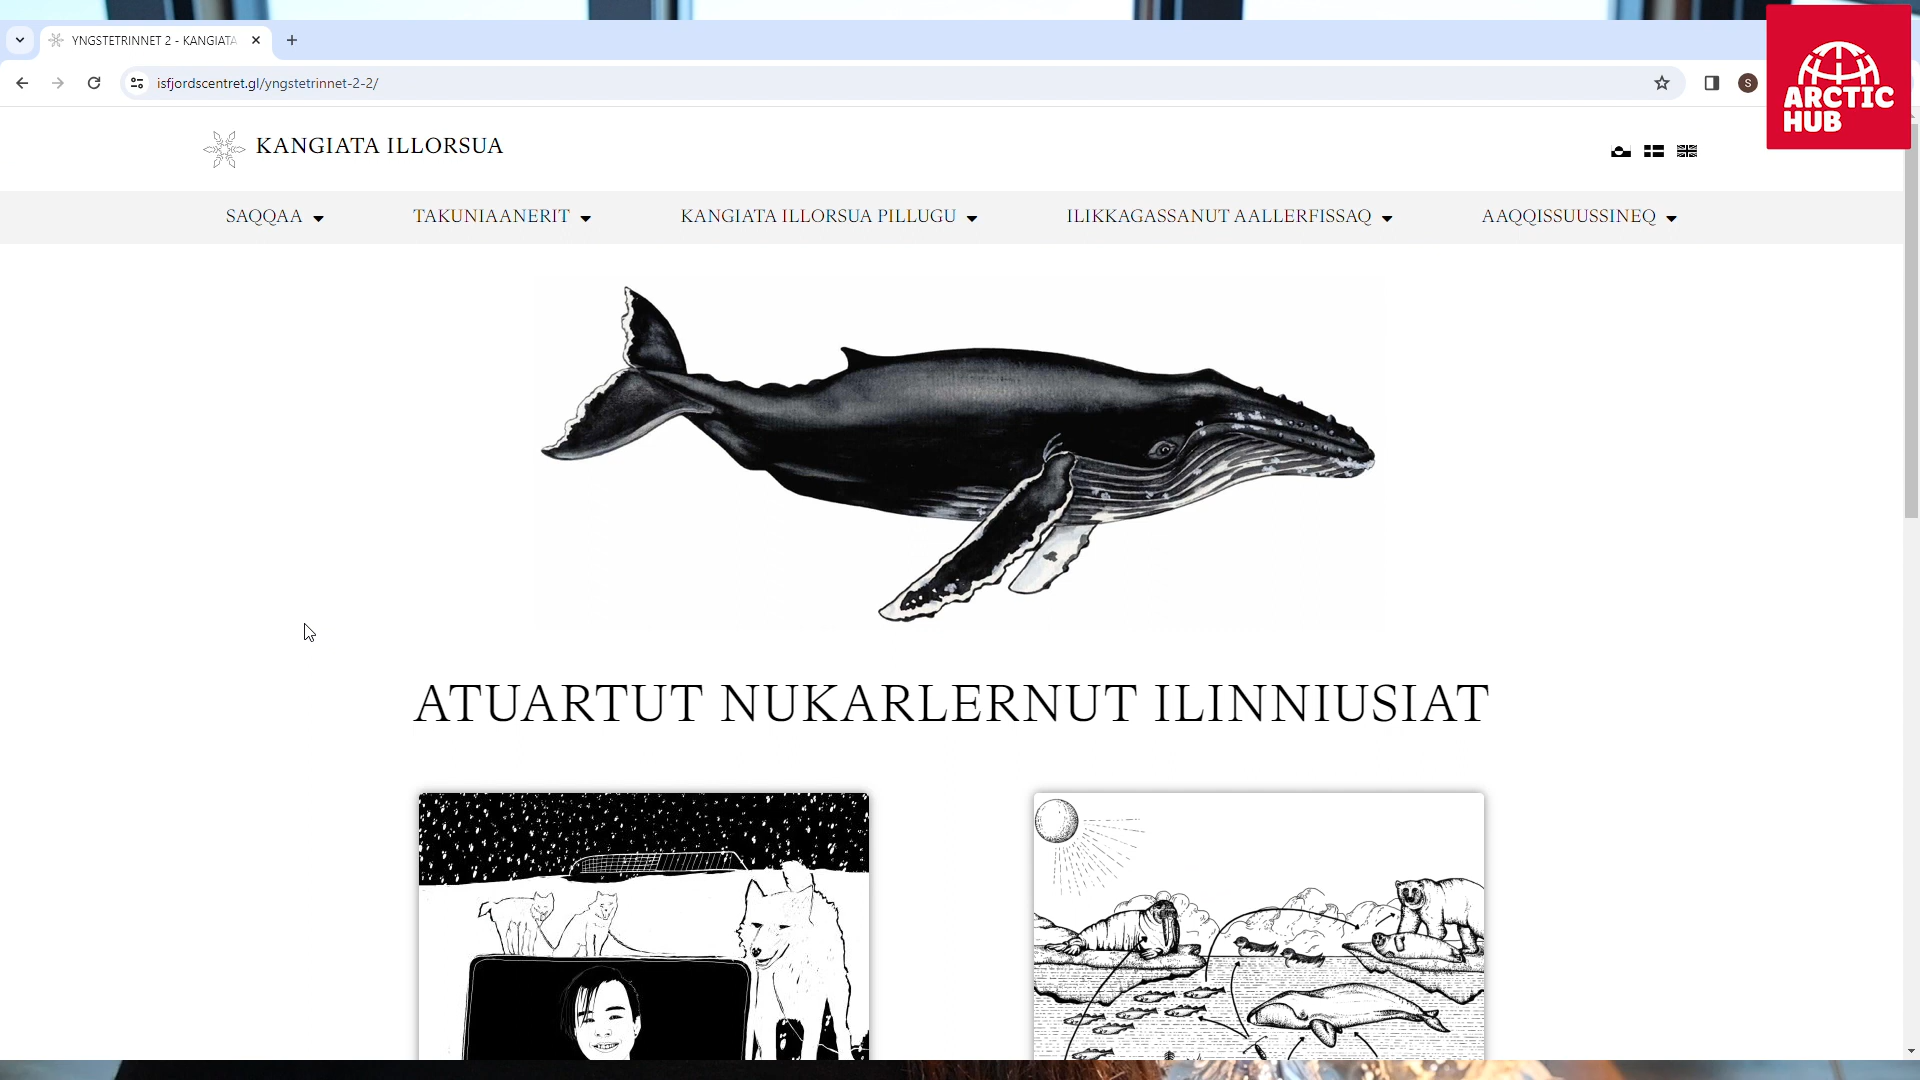 YNGSTETRINNET 2 - KANGIATA
isfjordscentret.gl/yngstetrinnet-2-2/
S
ARCTIC
HUB
KANGIATA ILLORSUA
SAQQAA
TAKUNIAANERIT
KANGIATA ILLORSUA PILLUGU
ILIKKAGASSANUT AALLERFISSAQ
AAQQISSUUSSINEQ
ATUARTUT NUKARLERNUT ILINNIUSIAT